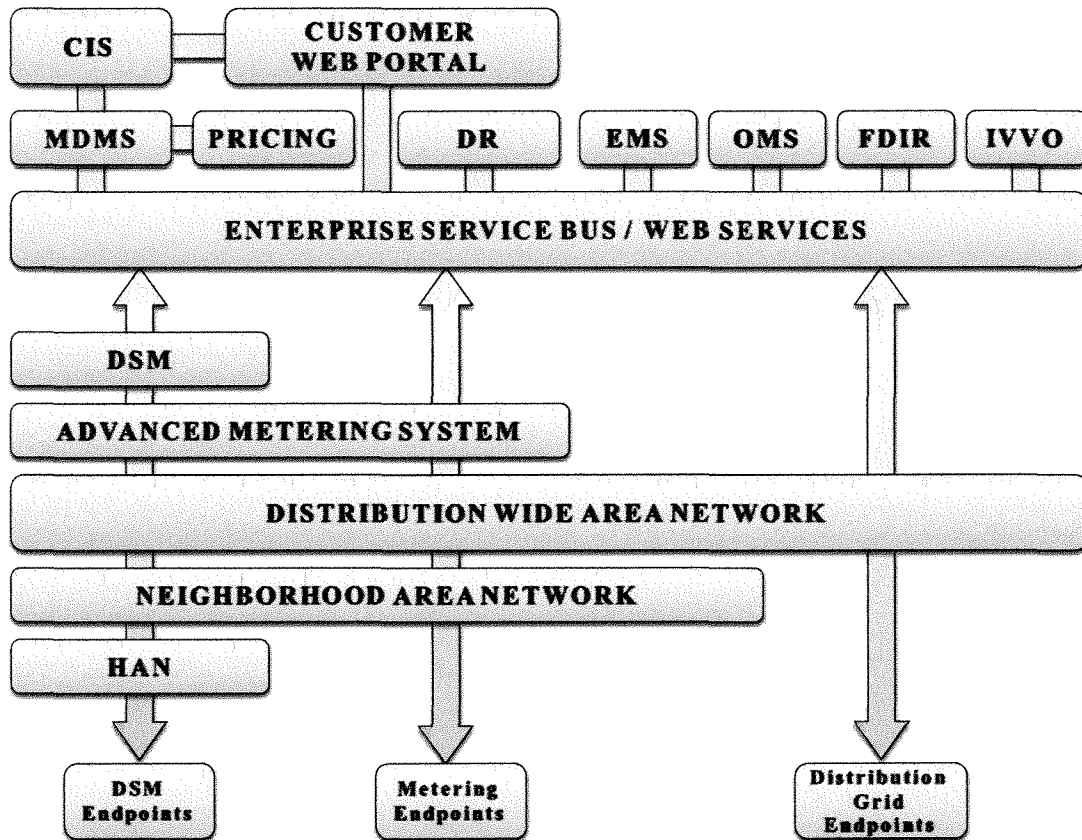 CIS
CUSTOMER
WEB PORTAL
MDMS
PRICING
DR
EMS
OMS
FDIR
IVVO
ENTERPRISE SERVICE BUS / WEB SERVICES
DSM
ADVANCED METERING SYSTEM
DISTRIBUTION WIDE AREA NETWORK
NEIGHBORHOOD AREA NETWORK
HAN
DSM
Endpoints
Metering
Endpoints
Distribution
Grid
Endpoints